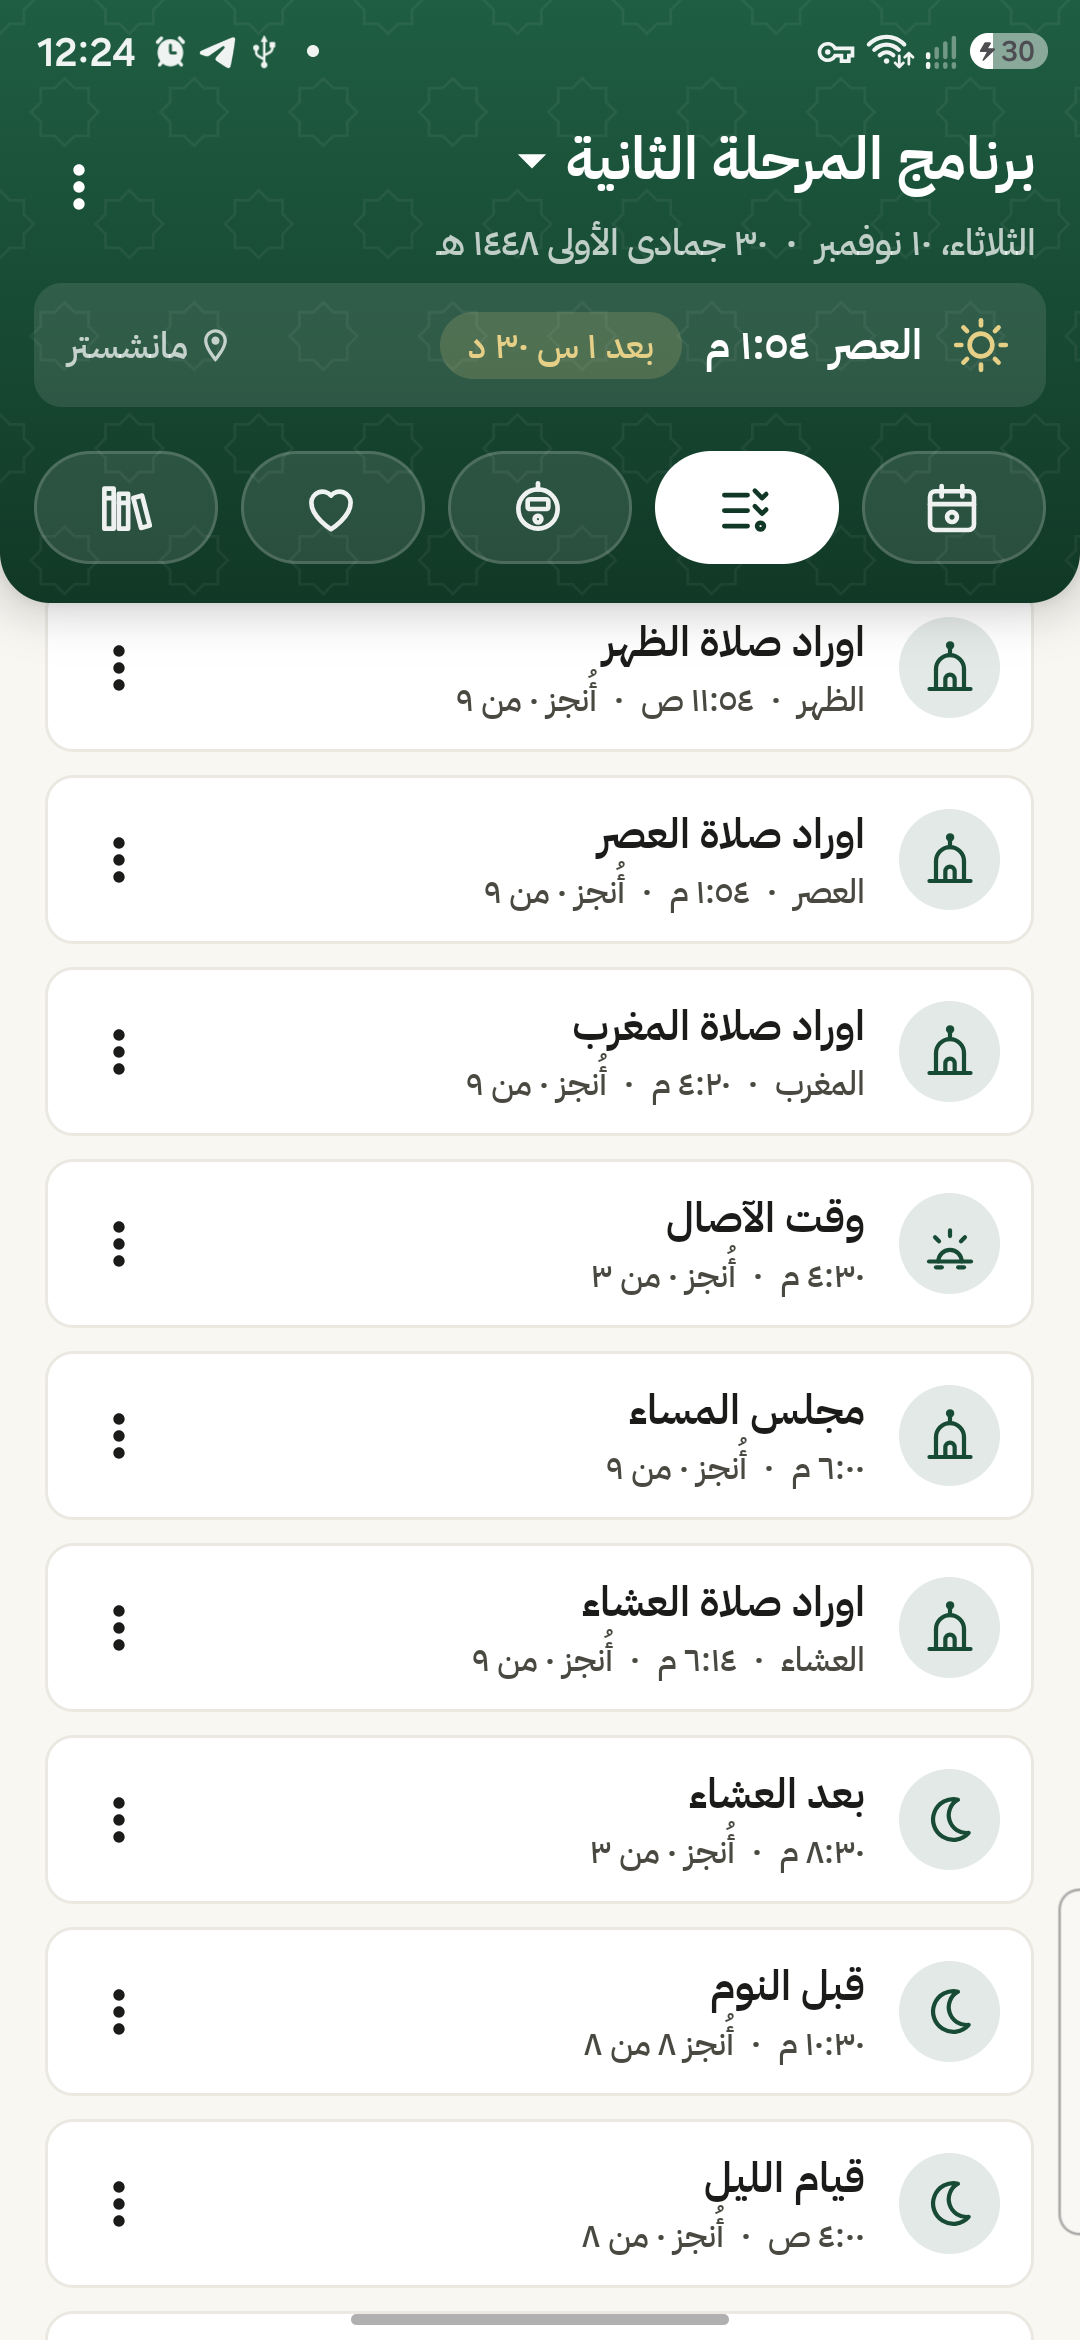 12:24
30
برنامج المرحلة الثانية
الثلاثاء، ١٠ نوفمبر · ٣٠ جمادى الأولى ١٤٤٨ هـ
العصر ١:٥٤ م بعد ١ س ٣٠ د مانشستر
اوراد صلاة الظهر
الظهر · ١١:٥٤ ص · أُنجز ٠ من ٩
اوراد صلاة العصر
العصر · ١:٥٤ م · أُنجز ٠ من ٩
اوراد صلاة المغرب
المغرب · ٤:٢٠ م · أُنجز ٠ من ٩
وقت الآصال
٤:٣٠ م · أُنجز ٠ من ٣
مجلس المساء
٦:٠٠ م · أُنجز ٠ من ٩
اوراد صلاة العشاء
العشاء · ٦:١٤ م · أُنجز ٠ من ٩
بعد العشاء
٨:٣٠ م · أُنجز ٠ من ٣
قبل النوم
١٠:٣٠ م · أُنجز ٨ من ٨
قيام الليل
٤:٠٠ ص · أُنجز ٠ من ٨